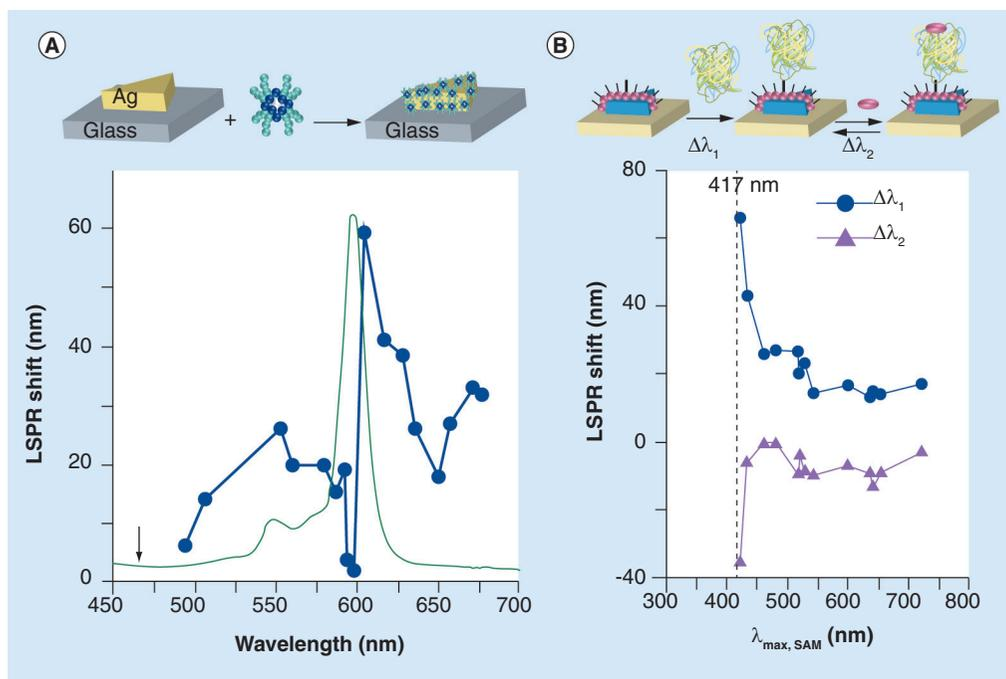 A
Ag
Glass
+
Glass
LSPR shift (nm)
60
40
20
0
450
500
550
600
650
700
Wavelength (nm)
B
Δλ1
Δλ2
80
417 nm
Δλ1
Δλ2
LSPR shift (nm)
40
0
-40
300
400
500
600
700
800
λmax, SAM (nm)